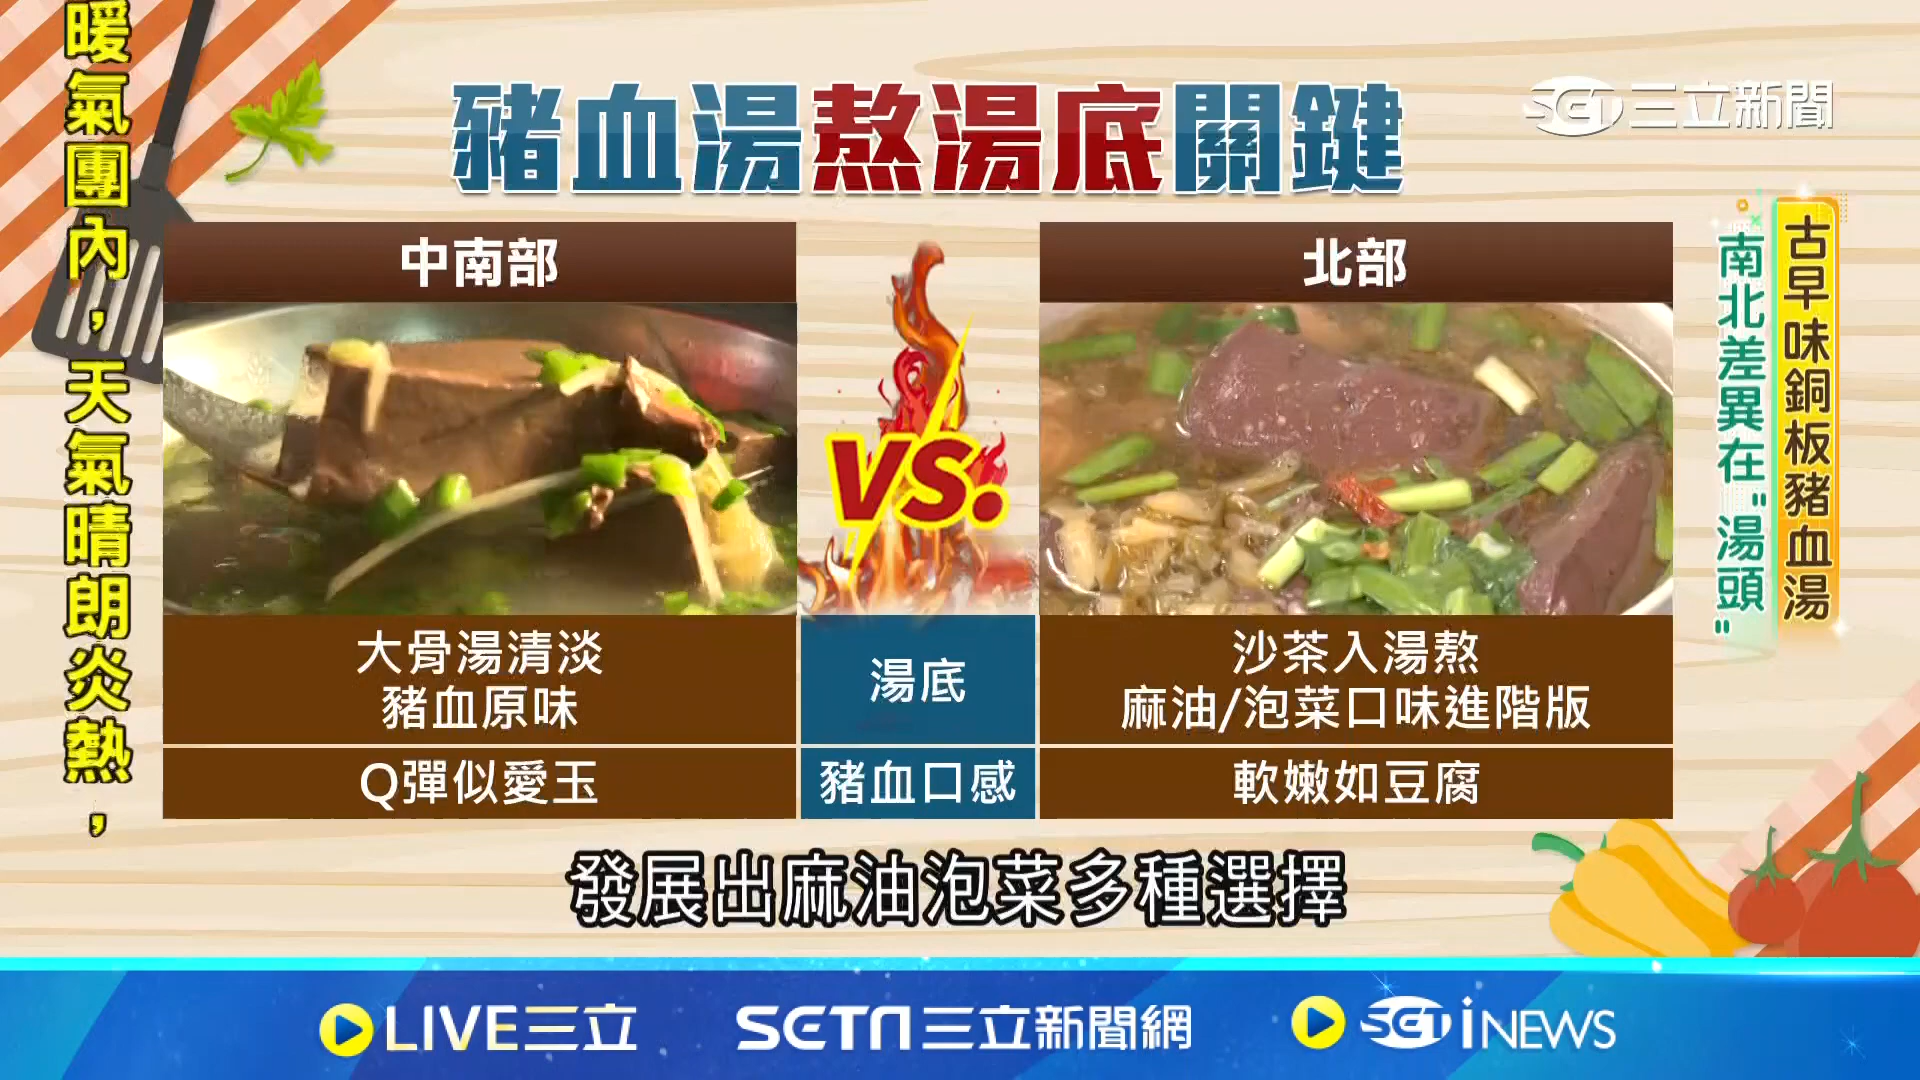 暖氣團內，天氣晴朗炎熱，
豬血湯熬湯底關鍵
SET三立新聞
古早味銅板豬血湯
南北差異在"湯頭"
中南部
VS.
北部
大骨湯清淡
豬血原味
湯底
沙茶入湯熬
麻油/泡菜口味進階版
Q彈似愛玉
豬血口感
軟嫩如豆腐
發展出麻油泡菜多種選擇
LIVE三立
SETN三立新聞網
SET iNEWS